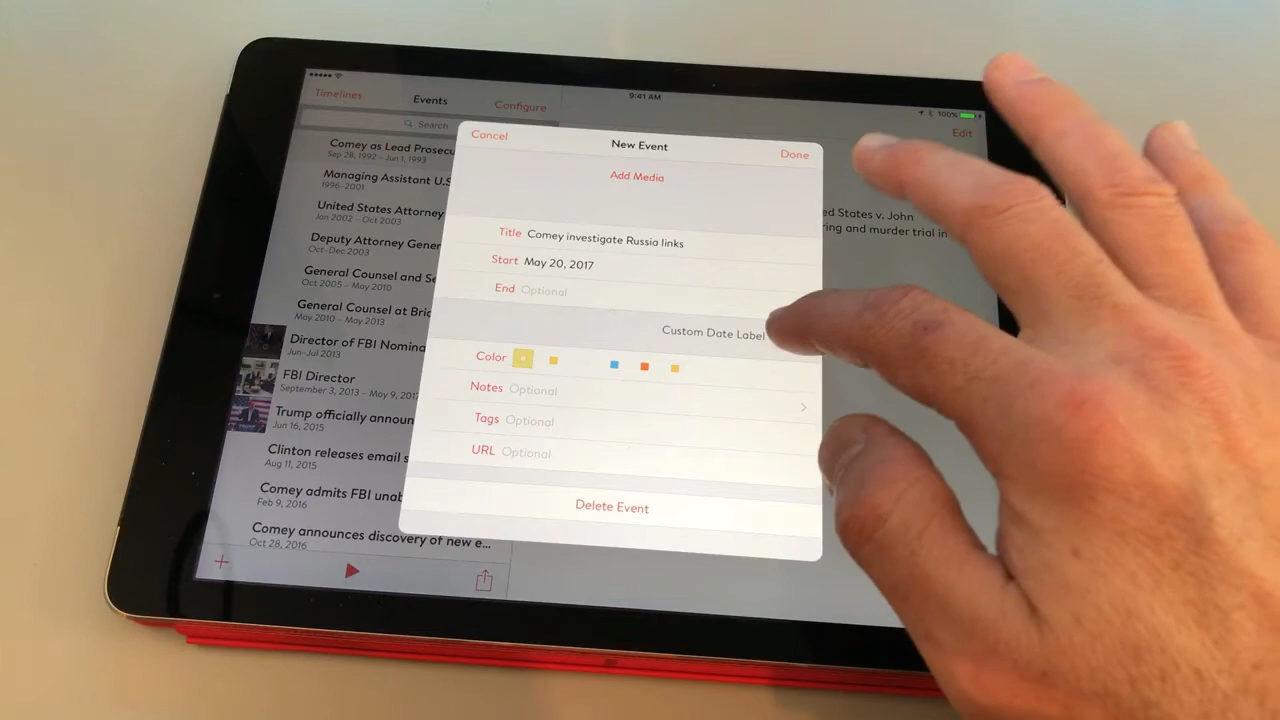 9:41 AM
100%
Timelines Events Configure
Edit
Search
Comey as Lead Prosecu
Sep 28, 1992 - Jun 1, 1993
Managing Assistant U.S
1996-2001
United States Attorney
Jan 2002 - Oct 2003
Deputy Attorney Gener
Oct-Dec 2003
General Counsel and Se
Oct 2005 - May 2010
General Counsel at Bri
May 2010 - May 2013
Director of FBI Nomina
Jun-Jul 2013
FBI Director
September 3, 2013 - May 9, 201
Trump officially announ
Jun 16, 2015
Clinton releases email s
Aug 11, 2015
Comey admits FBI unab
Feb 9, 2016
Comey announces discovery of new e...
Oct 28, 2016
Cancel New Event Done
Add Media
Title Comey investigate Russia links
Start May 20, 2017
End Optional
Custom Date Label
Color
Notes Optional
Tags Optional
URL Optional
Delete Event
ed States v. John
ring and murder trial in